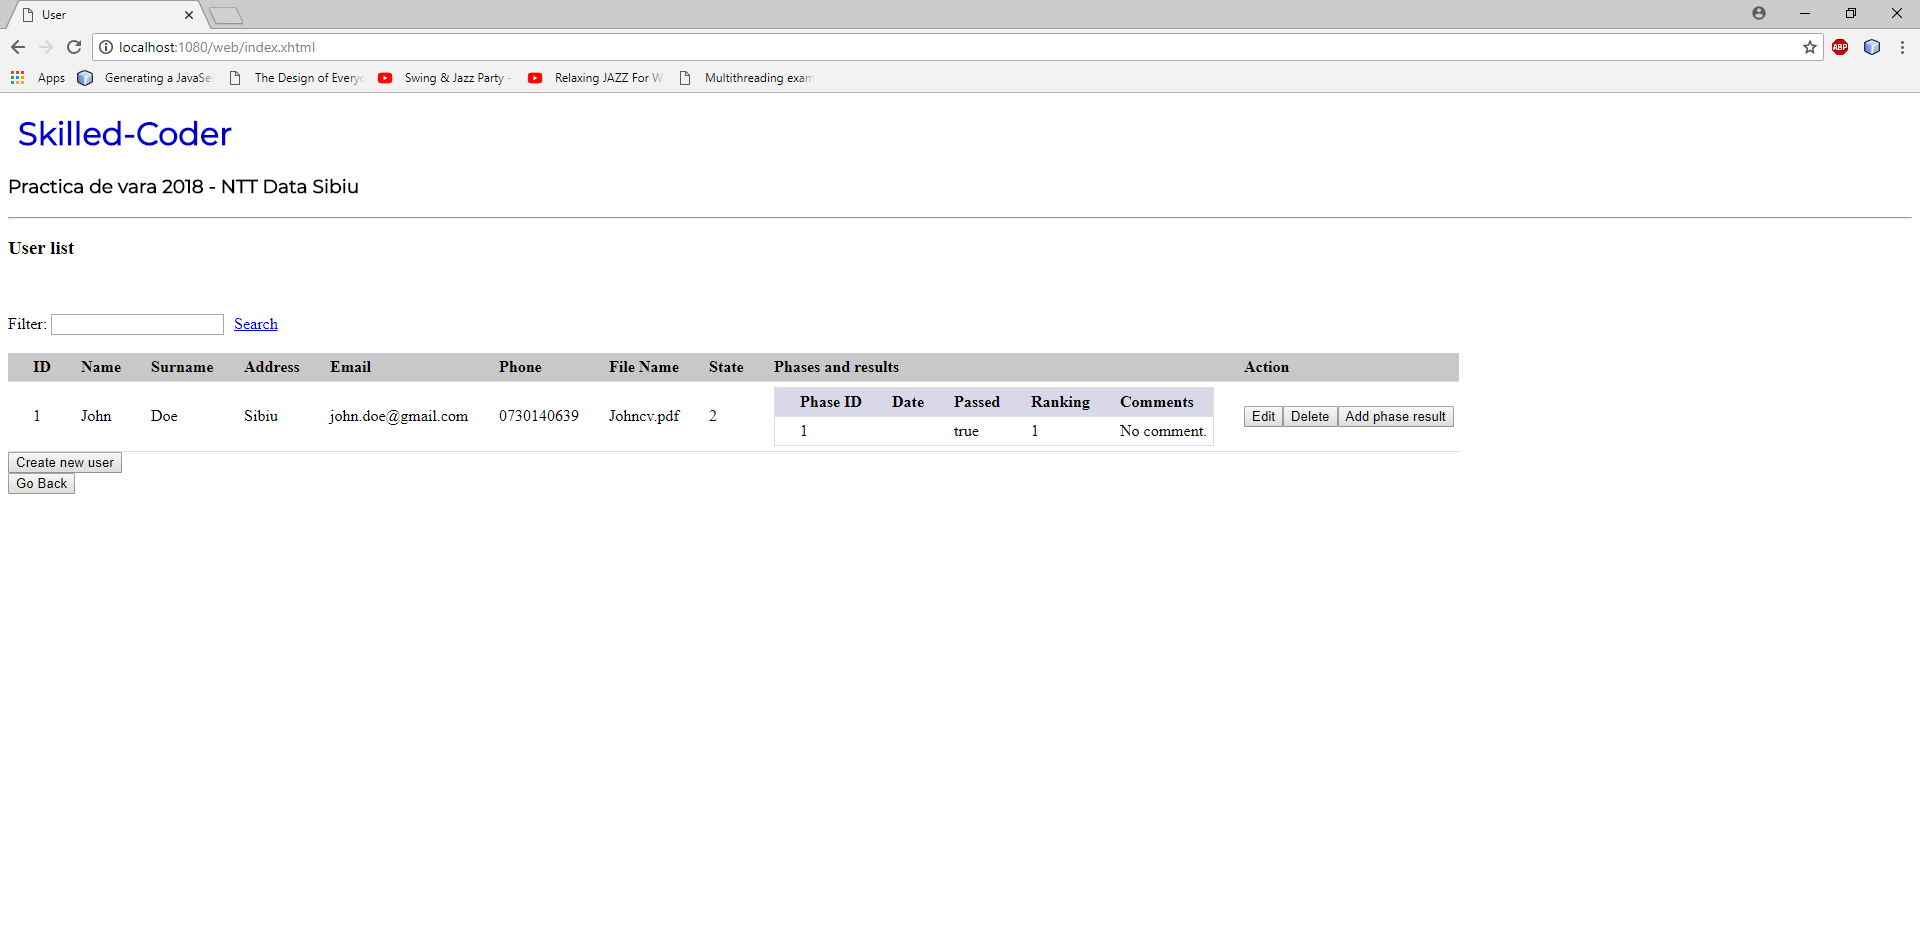 User
localhost:1080/web/index.xhtml
Apps Generating a JavaSe The Design of Every Swing & Jazz Party - Relaxing JAZZ For W Multithreading exam
ABP
Skilled-Coder
Practica de vara 2018 - NTT Data Sibiu
User list
Filter: Search
ID Name Surname Address Email Phone File Name State Phases and results Action
Phase ID Date Passed Ranking Comments
1 John Doe Sibiu john.doe@gmail.com 0730140639 Johncv.pdf 2 Edit Delete Add phase result
1 true 1 No comment.
Create new user
Go Back